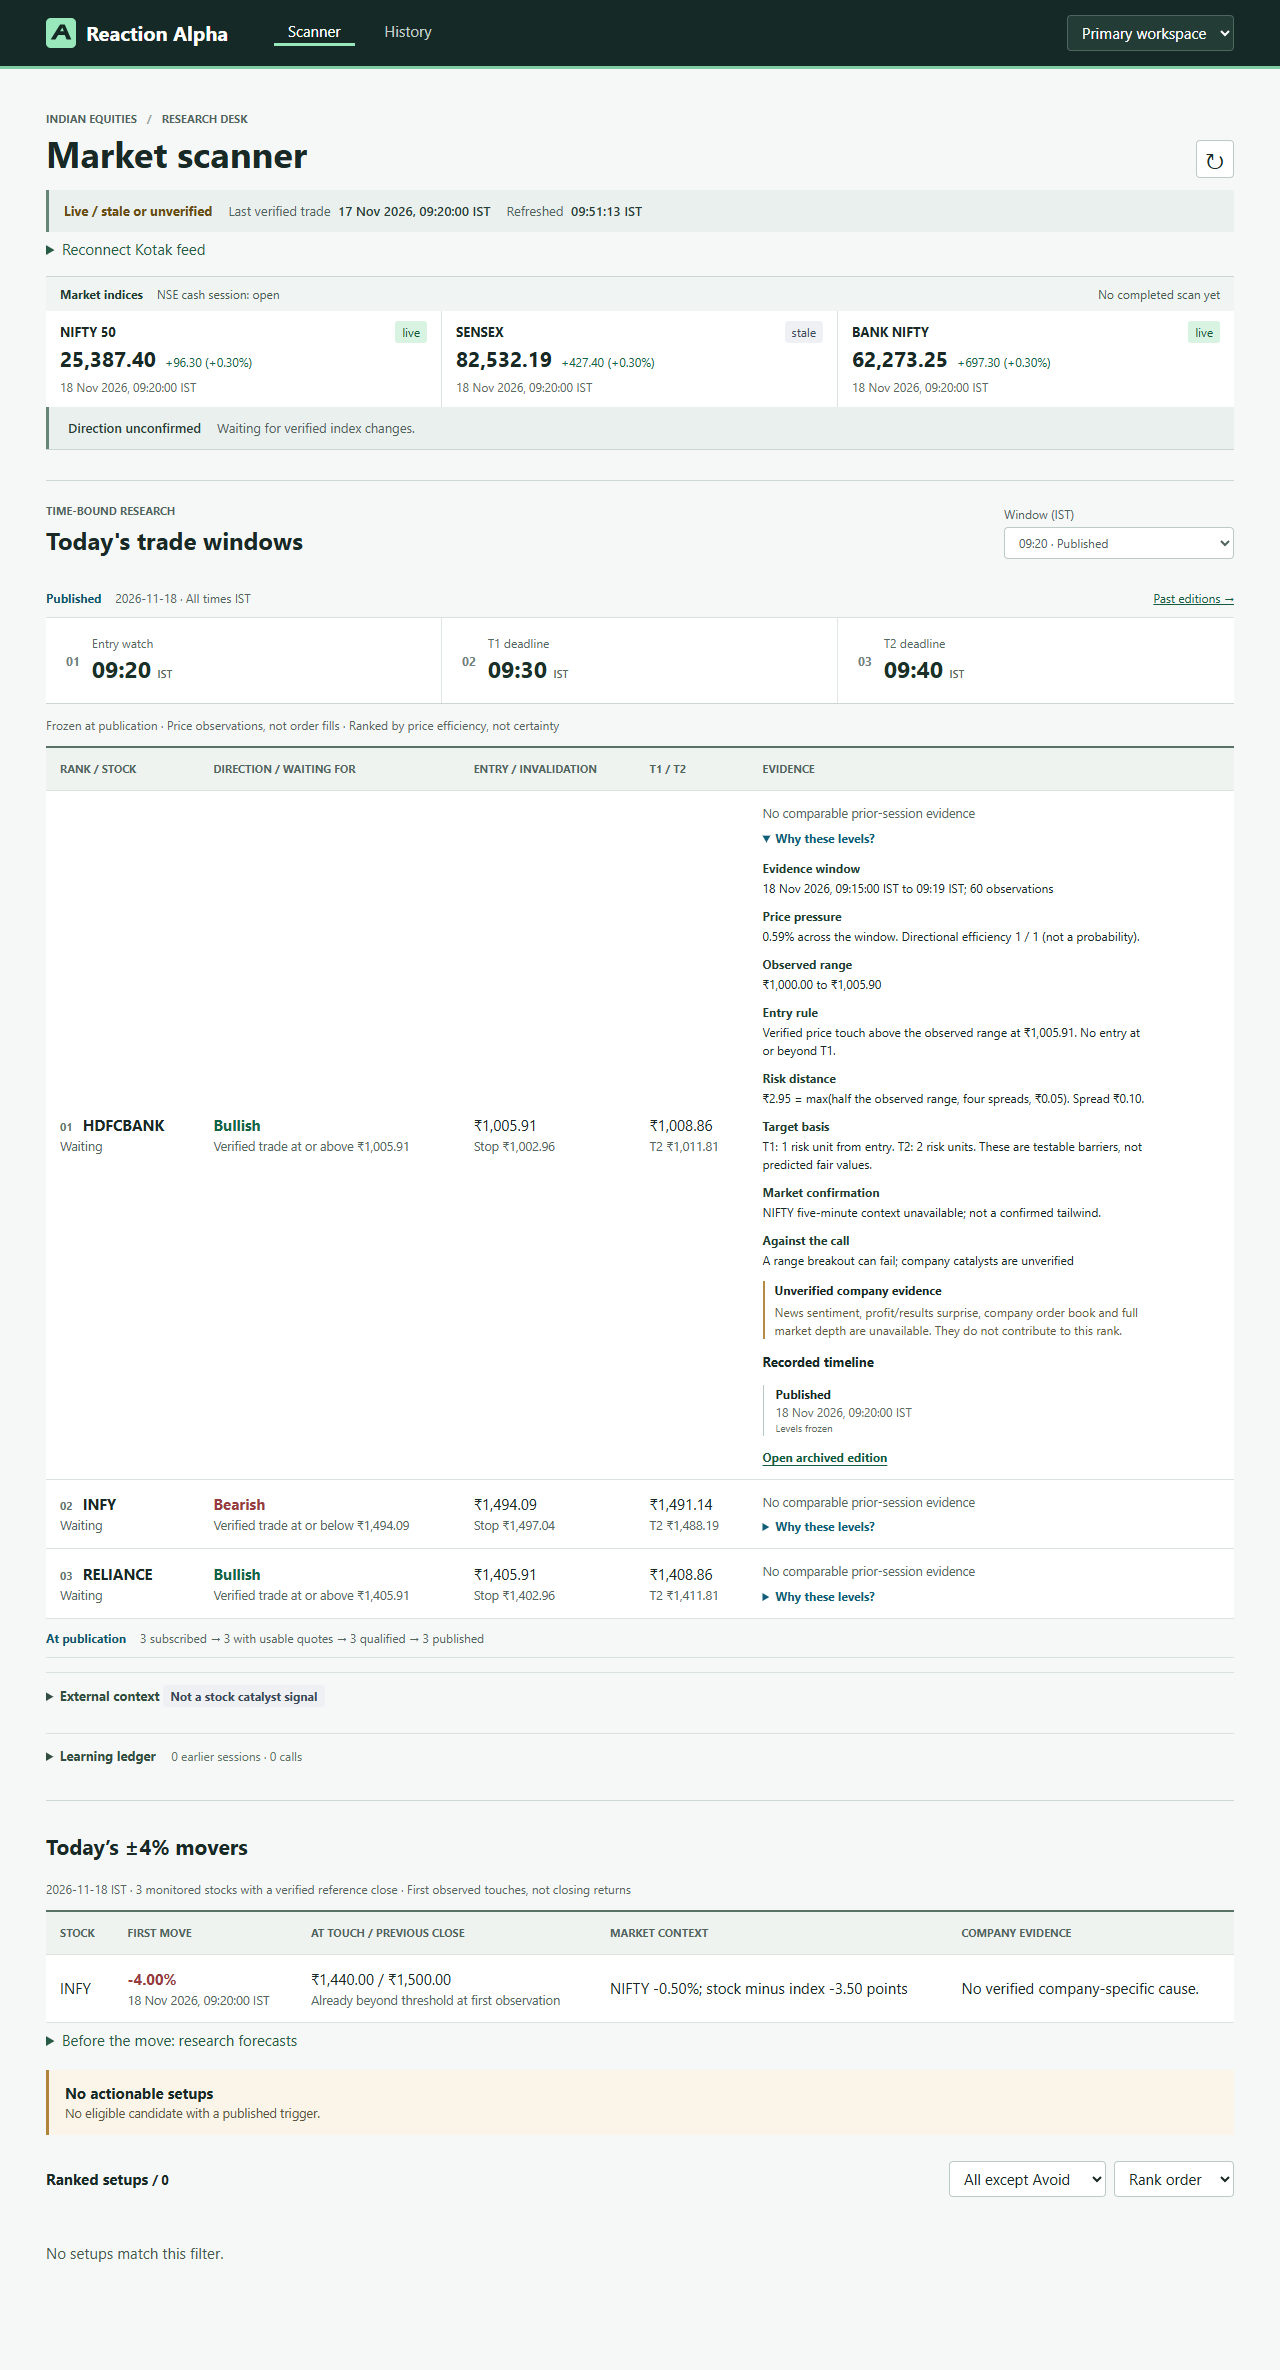 Reaction Alpha
Scanner
History
Primary workspace
INDIAN EQUITIES / RESEARCH DESK
Market scanner
Live / stale or unverified Last verified trade 17 Nov 2026, 09:20:00 IST Refreshed 09:51:13 IST
Reconnect Kotak feed
Market indices NSE cash session: open
No completed scan yet
NIFTY 50 live
25,387.40 +96.30 (+0.30%)
18 Nov 2026, 09:20:00 IST
SENSEX stale
82,532.19 +427.40 (+0.30%)
18 Nov 2026, 09:20:00 IST
BANK NIFTY live
62,273.25 +697.30 (+0.30%)
18 Nov 2026, 09:20:00 IST
Direction unconfirmed Waiting for verified index changes.
TIME-BOUND RESEARCH
Today's trade windows
Window (IST)
09:20 · Published
Published 2026-11-18 · All times IST
Past editions →
01 Entry watch
09:20 IST
02 T1 deadline
09:30 IST
03 T2 deadline
09:40 IST
Frozen at publication · Price observations, not order fills · Ranked by price efficiency, not certainty
RANK / STOCK DIRECTION / WAITING FOR ENTRY / INVALIDATION T1 / T2 EVIDENCE
01 HDFCBANK
Waiting
Bullish
Verified trade at or above ₹1,005.91
₹1,005.91
Stop ₹1,002.96
₹1,008.86
T2 ₹1,011.81
No comparable prior-session evidence
Why these levels?
Evidence window
18 Nov 2026, 09:15:00 IST to 09:19 IST; 60 observations
Price pressure
0.59% across the window. Directional efficiency 1 / 1 (not a probability).
Observed range
₹1,000.00 to ₹1,005.90
Entry rule
Verified price touch above the observed range at ₹1,005.91. No entry at
or beyond T1.
Risk distance
₹2.95 = max(half the observed range, four spreads, ₹0.05). Spread ₹0.10.
Target basis
T1: 1 risk unit from entry. T2: 2 risk units. These are testable barriers, not
predicted fair values.
Market confirmation
NIFTY five-minute context unavailable; not a confirmed tailwind.
Against the call
A range breakout can fail; company catalysts are unverified
Unverified company evidence
News sentiment, profit/results surprise, company order book and full
market depth are unavailable. They do not contribute to this rank.
Recorded timeline
Published
18 Nov 2026, 09:20:00 IST
Levels frozen
Open archived edition
02 INFY
Waiting
Bearish
Verified trade at or below ₹1,494.09
₹1,494.09
Stop ₹1,497.04
₹1,491.14
T2 ₹1,488.19
No comparable prior-session evidence
Why these levels?
03 RELIANCE
Waiting
Bullish
Verified trade at or above ₹1,405.91
₹1,405.91
Stop ₹1,402.96
₹1,408.86
T2 ₹1,411.81
No comparable prior-session evidence
Why these levels?
At publication 3 subscribed → 3 with usable quotes → 3 qualified → 3 published
External context Not a stock catalyst signal
Learning ledger 0 earlier sessions · 0 calls
Today’s ±4% movers
2026-11-18 IST · 3 monitored stocks with a verified reference close · First observed touches, not closing returns
STOCK FIRST MOVE AT TOUCH / PREVIOUS CLOSE MARKET CONTEXT COMPANY EVIDENCE
INFY
-4.00%
18 Nov 2026, 09:20:00 IST
₹1,440.00 / ₹1,500.00
Already beyond threshold at first observation
NIFTY -0.50%; stock minus index -3.50 points
No verified company-specific cause.
Before the move: research forecasts
No actionable setups
No eligible candidate with a published trigger.
Ranked setups / 0
All except Avoid
Rank order
No setups match this filter.